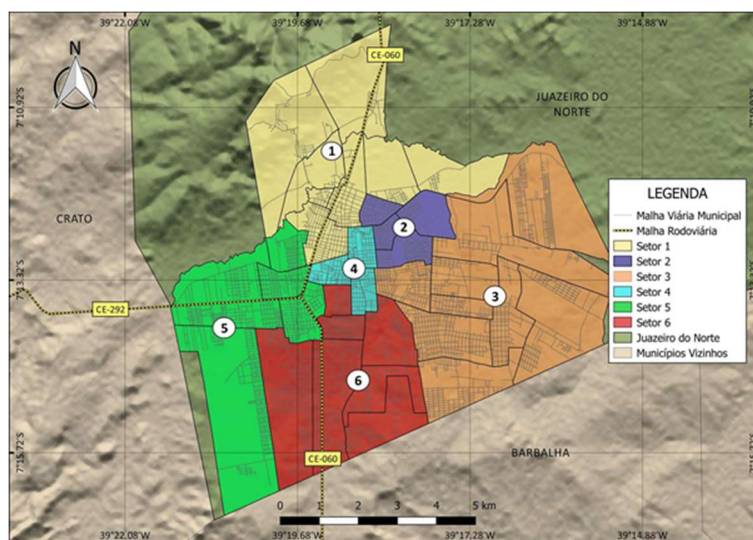 39°22.08'W
39°19.68'W
39°17.28'W
39°14.88'W
N
CE-060
7°10.92'S
JUAZEIRO DO
NORTE
1
LEGENDA
Malha Viária Municipal
Malha Rodoviária
Setor 1
Setor 2
Setor 3
Setor 4
Setor 5
Setor 6
Juazeiro do Norte
Municípios Vizinhos
CRATO
2
4
7°13.32'S
3
CE-292
5
6
7°15.72'S
CE-060
BARBALHA
0 1 2 3 4 5 km
39°22.08'W
39°19.68'W
39°17.28'W
39°14.88'W